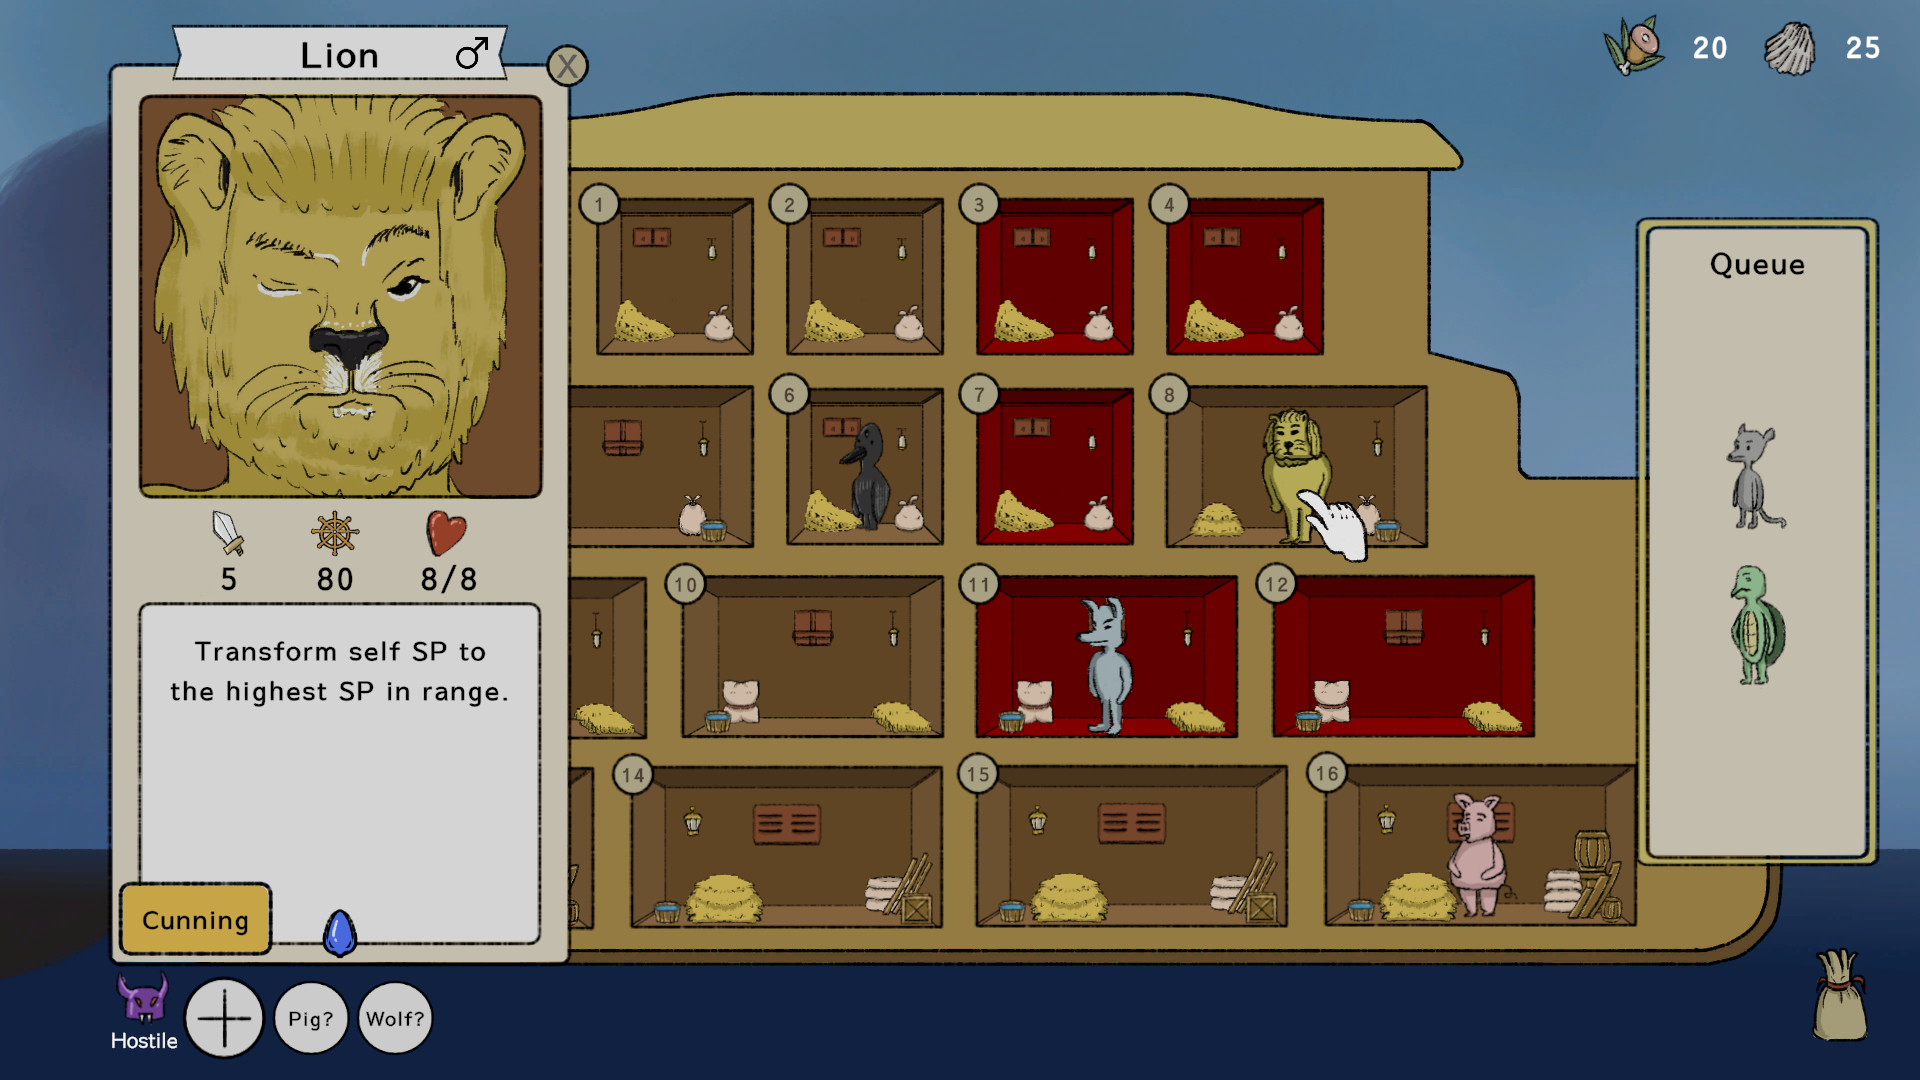 Lion ♂
X
5 80 8/8
Transform self SP to
the highest SP in range.
Cunning
Hostile
Pig?
Wolf?
20 25
1 2 3 4
6 7 8
10 11 12
14 15 16
Queue